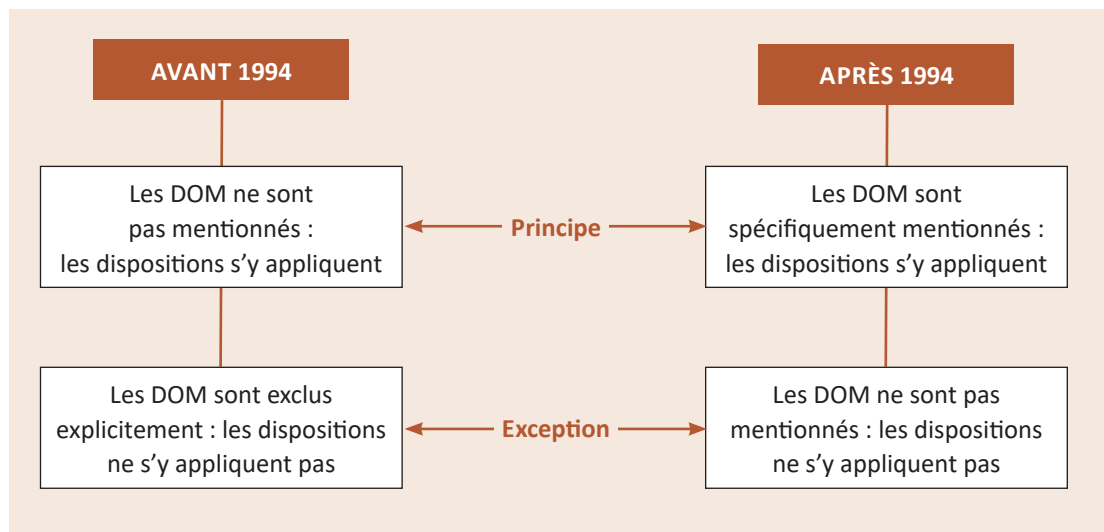 AVANT 1994
APRÈS 1994
Les DOM ne sont
pas mentionnés :
les dispositions s’y appliquent
Principe
Les DOM sont
spécifiquement mentionnés :
les dispositions s’y appliquent
Les DOM sont exclus
explicitement : les dispositions
ne s’y appliquent pas
Exception
Les DOM ne sont pas
mentionnés : les dispositions
ne s’y appliquent pas